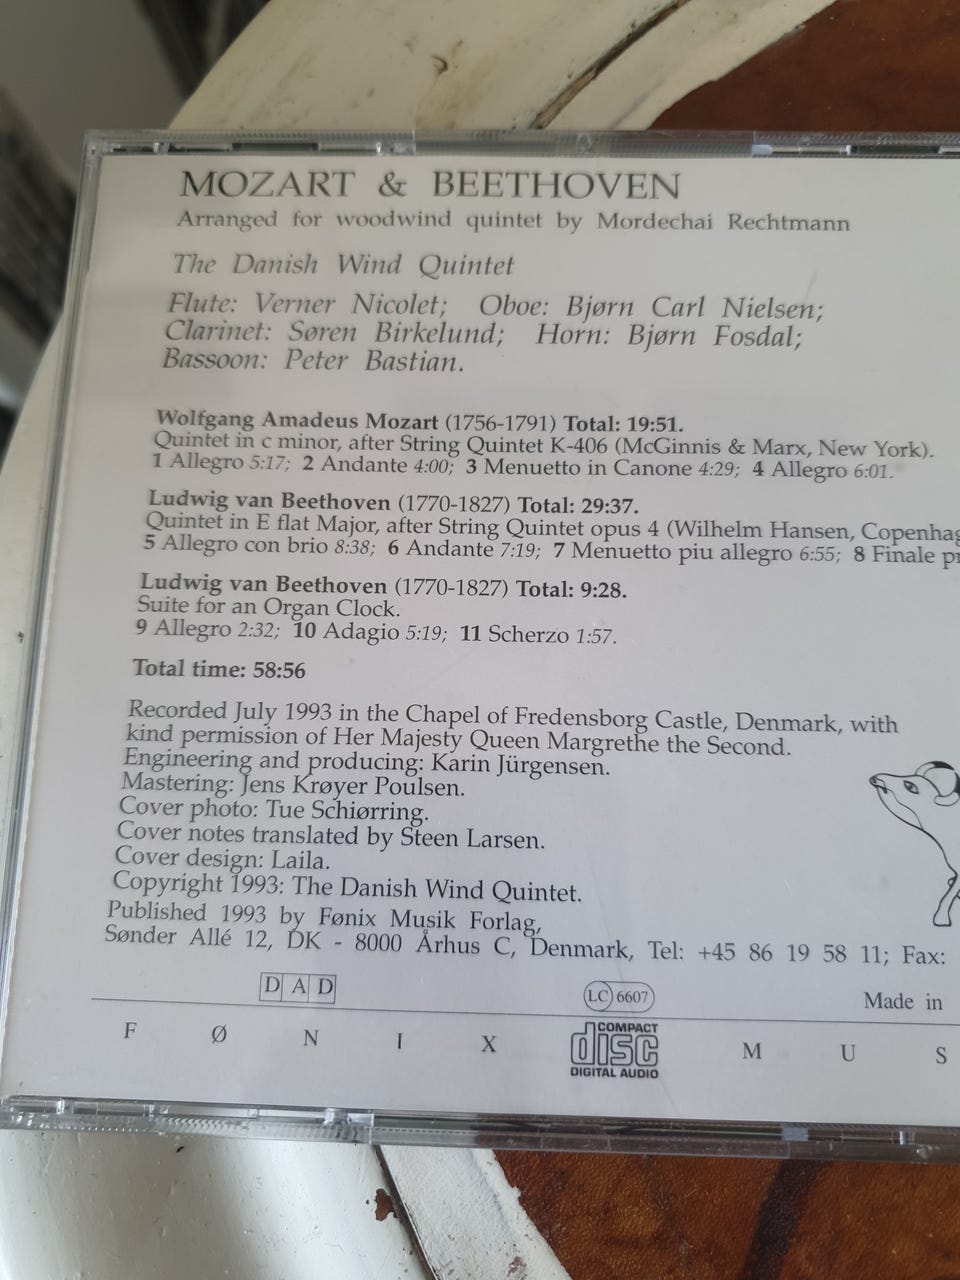 MOZART & BEETHOVEN
Arranged for woodwind quintet by Mordechai Rechtmann
The Danish Wind Quintet
Flute: Verner Nicolet; Oboe: Bjørn Carl Nielsen;
Clarinet: Søren Birkelund; Horn: Bjørn Fosdal;
Bassoon: Peter Bastian.
Wolfgang Amadeus Mozart (1756-1791) Total: 19:51.
Quintet in c minor, after String Quintet K-406 (McGinnis & Marx, New York).
1 Allegro 5:17; 2 Andante 4:00; 3 Menuetto in Canone 4:29; 4 Allegro 6:01.
Ludwig van Beethoven (1770-1827) Total: 29:37.
Quintet in E flat Major, after String Quintet opus 4 (Wilhelm Hansen, Copenhag
5 Allegro con brio 8:38; 6 Andante 7:19; 7 Menuetto piu allegro 6:55; 8 Finale pr
Ludwig van Beethoven (1770-1827) Total: 9:28.
Suite for an Organ Clock.
9 Allegro 2:32; 10 Adagio 5:19; 11 Scherzo 1:57.
Total time: 58:56
Recorded July 1993 in the Chapel of Fredensborg Castle, Denmark, with
kind permission of Her Majesty Queen Margrethe the Second.
Engineering and producing: Karin Jürgensen.
Mastering: Jens Krøyer Poulsen.
Cover photo: Tue Schiørring.
Cover notes translated by Steen Larsen.
Cover design: Laila.
Copyright 1993: The Danish Wind Quintet.
Published 1993 by Fønix Musik Forlag,
Sønder Allé 12, DK - 8000 Århus C, Denmark, Tel: +45 86 19 58 11; Fax:
DAD
LC 6607
Made in
F Ø N I X
COMPACT
disc
DIGITAL AUDIO
M U S